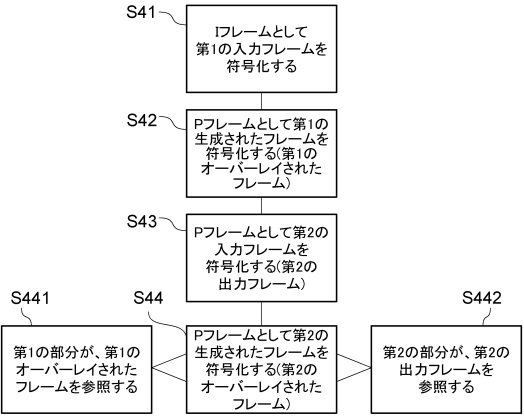 S41
Iフレームとして
第1の入力フレームを
符号化する
S42
Pフレームとして第1の
生成されたフレームを
符号化する(第1の
オーバーレイされた
フレーム)
S43
Pフレームとして第2の
入力フレームを
符号化する(第2の
出力フレーム)
S441
第1の部分が、第1の
オーバーレイされた
フレームを参照する
S44
Pフレームとして第2の
生成されたフレームを
符号化する(第2の
オーバーレイされた
フレーム)
S442
第2の部分が、第2の
出力フレームを
参照する